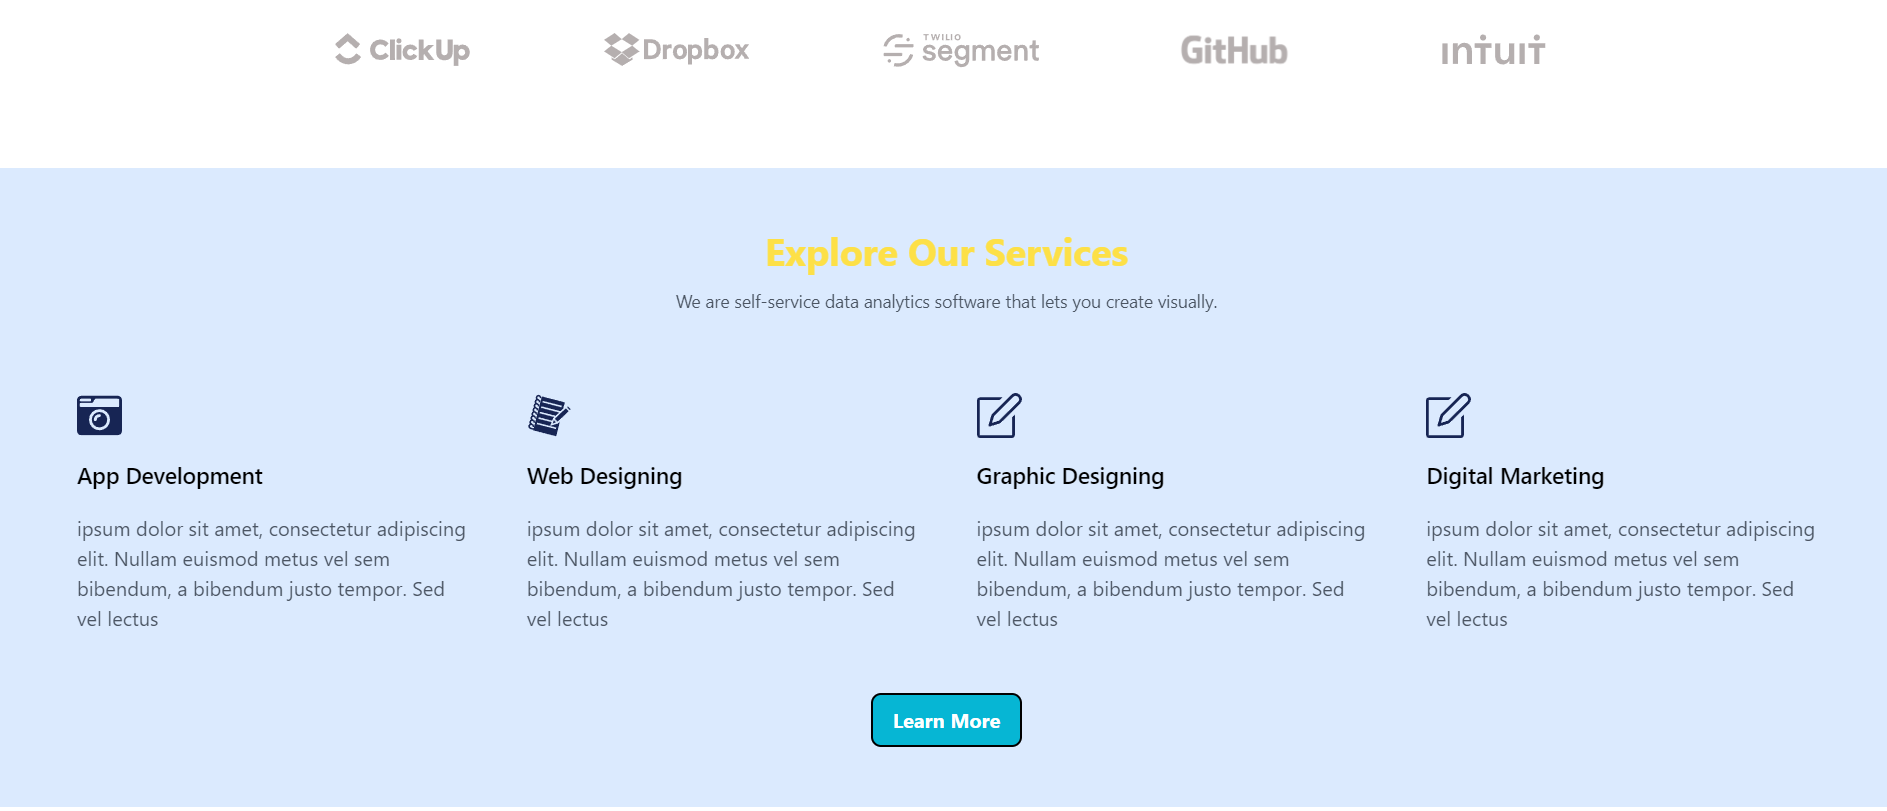 ClickUp
Dropbox
TWILIO
segment
GitHub
INTUIT
Explore Our Services
We are self-service data analytics software that lets you create visually.
App Development
ipsum dolor sit amet, consectetur adipiscing
elit. Nullam euismod metus vel sem
bibendum, a bibendum justo tempor. Sed
vel lectus
Web Designing
ipsum dolor sit amet, consectetur adipiscing
elit. Nullam euismod metus vel sem
bibendum, a bibendum justo tempor. Sed
vel lectus
Graphic Designing
ipsum dolor sit amet, consectetur adipiscing
elit. Nullam euismod metus vel sem
bibendum, a bibendum justo tempor. Sed
vel lectus
Digital Marketing
ipsum dolor sit amet, consectetur adipiscing
elit. Nullam euismod metus vel sem
bibendum, a bibendum justo tempor. Sed
vel lectus
Learn More